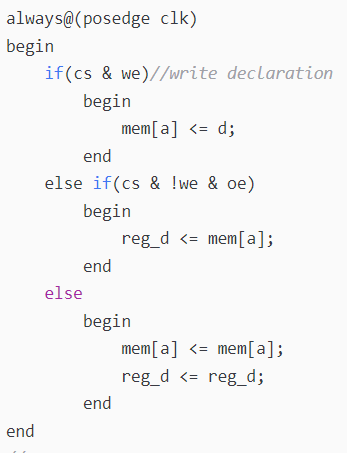 always@(posedge clk)
begin
    if(cs & we)//write declaration
        begin
            mem[a] <= d;
        end
    else if(cs & !we & oe)
        begin
            reg_d <= mem[a];
        end
    else
        begin
            mem[a] <= mem[a];
            reg_d <= reg_d;
        end
end